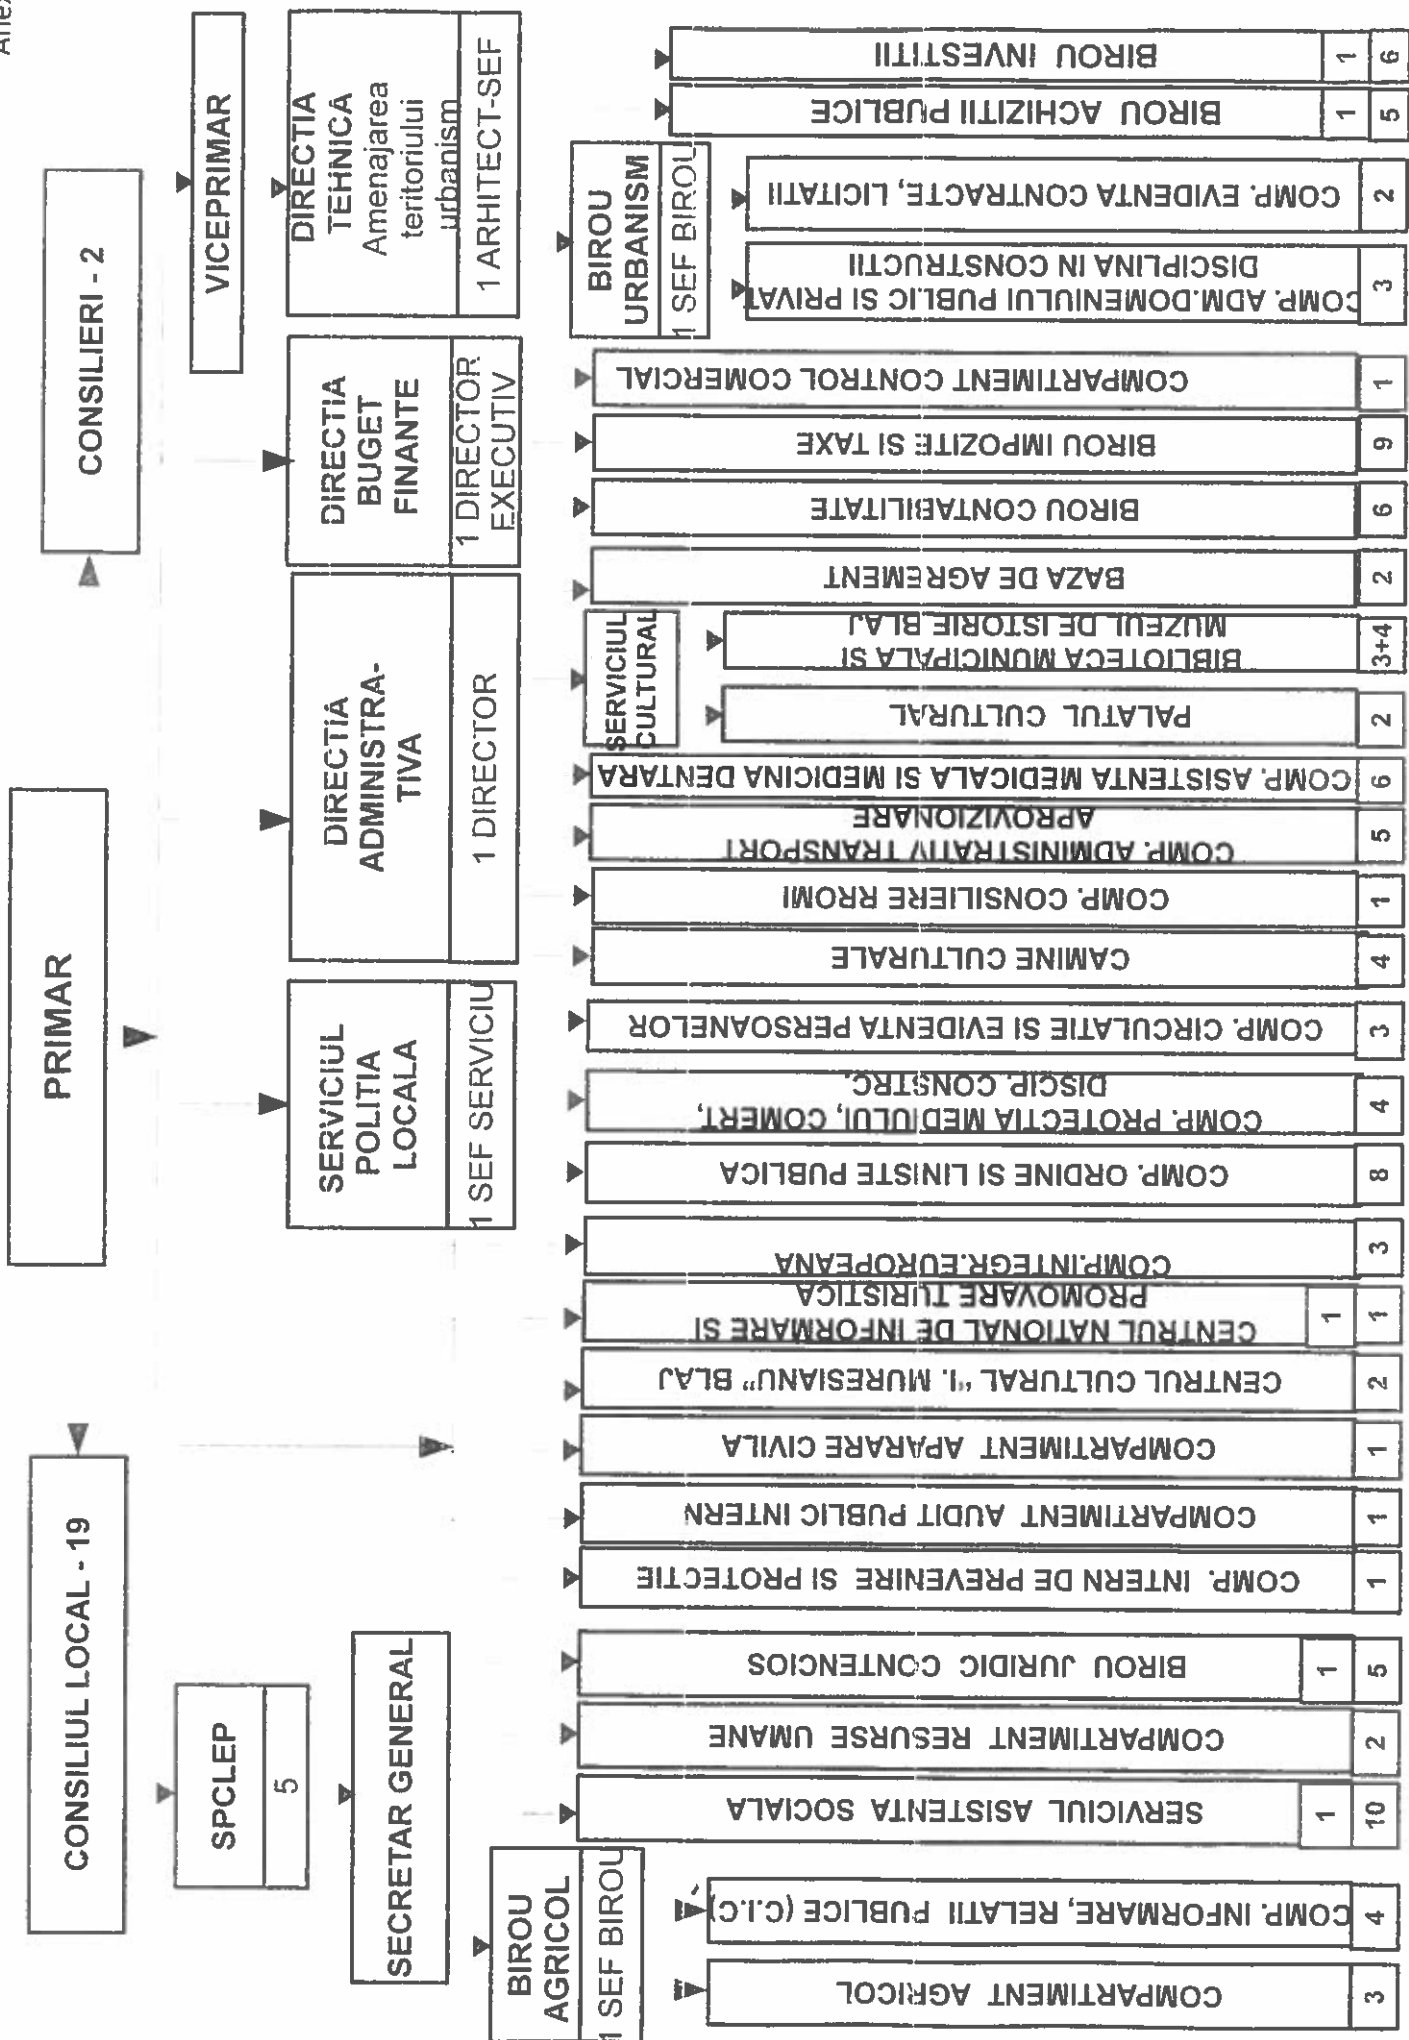 PRIMAR
CONSILIUL LOCAL - 19
CONSILIERI - 2
SPCLEP
5
VICEPRIMAR
SECRETAR GENERAL
SERVICIUL
POLITIA
LOCALA
1 SEF SERVICIU
DIRECTIA
ADMINISTRA-
TIVA
1 DIRECTOR
DIRECTIA
BUGET
FINANTE
1 DIRECTOR
EXECUTIV
DIRECTIA
TEHNICA
Amenajarea
teritoriului
urbanism
1 ARHITECT-SEF
BIROU
AGRICOL
1 SEF BIROU
COMPARTIMENT AGRICOL
3
COMP. INFORMARE, RELATII PUBLICE (C.I.C)
4
SERVICIUL ASISTENTA SOCIALA
1
10
COMPARTIMENT RESURSE UMANE
2
BIROU JURIDIC CONTENCIOS
1
5
COMP. INTERN DE PREVENIRE SI PROTECTIE
1
COMPARTIMENT AUDIT PUBLIC INTERN
1
COMPARTIMENT APARARE CIVILA
1
CENTRUL CULTURAL "I. MURESIANU" BLAJ
2
CENTRUL NATIONAL DE INFORMARE SI
PROMOVARE TURISTICA
1
1
COMP.INTEGR.EUROPEANA
3
COMP. ORDINE SI LINISTE PUBLICA
8
COMP. PROTECTIA MEDIULUI, COMERT,
DISCIP. CONSTRC.
4
COMP. CIRCULATIE SI EVIDENTA PERSOANELOR
3
CAMINE CULTURALE
4
COMP. CONSILIERE RROMI
1
COMP. ADMINISTRATIV TRANSPORT
APROVIZIONARE
5
COMP. ASISTENTA MEDICALA SI MEDICINA DENTARA
6
SERVICIUL
CULTURAL
PALATUL CULTURAL
2
BIBLIOTECA MUNICIPALA SI
MUZEUL DE ISTORIE BLAJ
3+4
BAZA DE AGREMENT
2
BIROU CONTABILITATE
6
BIROU IMPOZITE SI TAXE
9
COMPARTIMENT CONTROL COMERCIAL
1
BIROU
URBANISM
1 SEF BIROU
COMP. ADM.DOMENIULUI PUBLIC SI PRIVAT
DISCIPLINA IN CONSTRUCTII
3
COMP. EVIDENTA CONTRACTE, LICITATII
2
BIROU ACHIZITII PUBLICE
1
5
BIROU INVESTITII
1
6